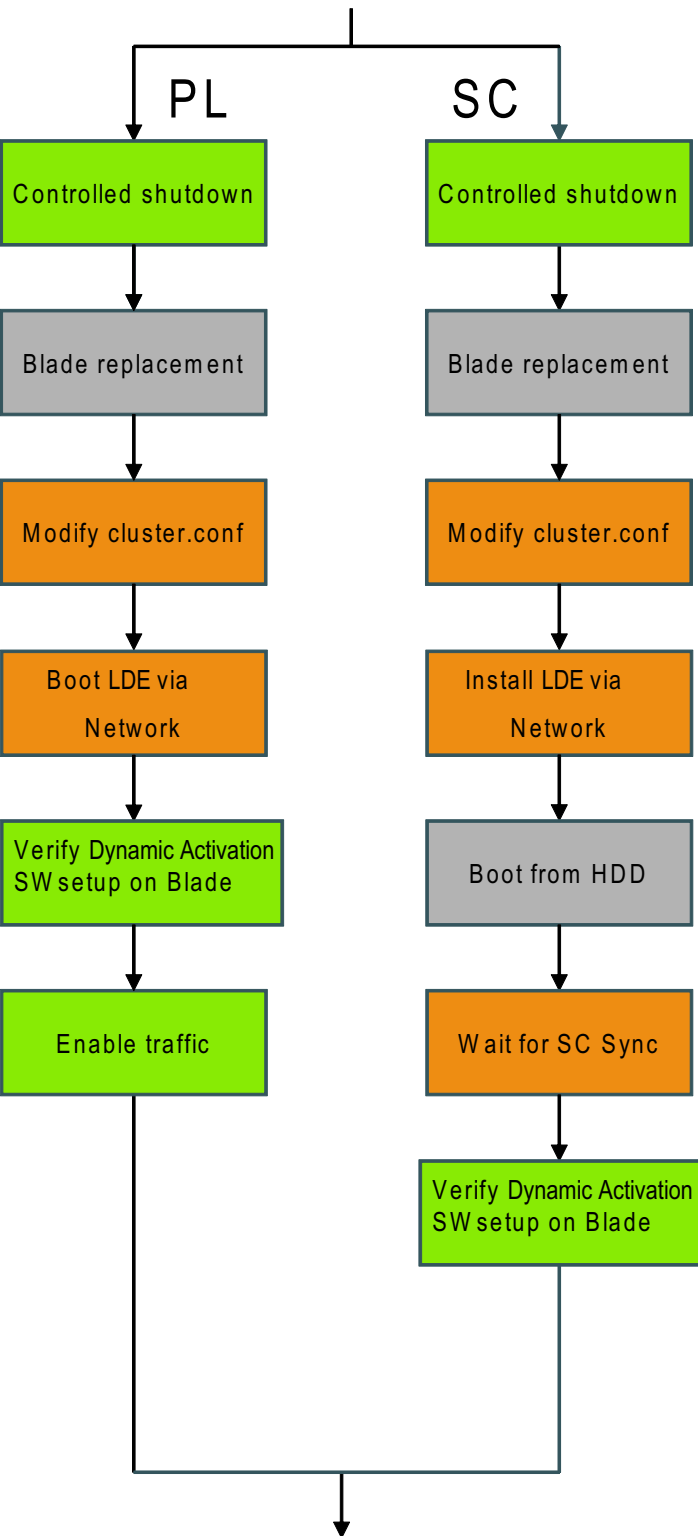 PL
Controlled shutdown
Blade replacement
Modify cluster.conf
Boot LDE via
Network
Verify Dynamic Activation
SW setup on Blade
Enable traffic
SC
Controlled shutdown
Blade replacement
Modify cluster.conf
Install LDE via
Network
Boot from HDD
Wait for SC Sync
Verify Dynamic Activation
SW setup on Blade